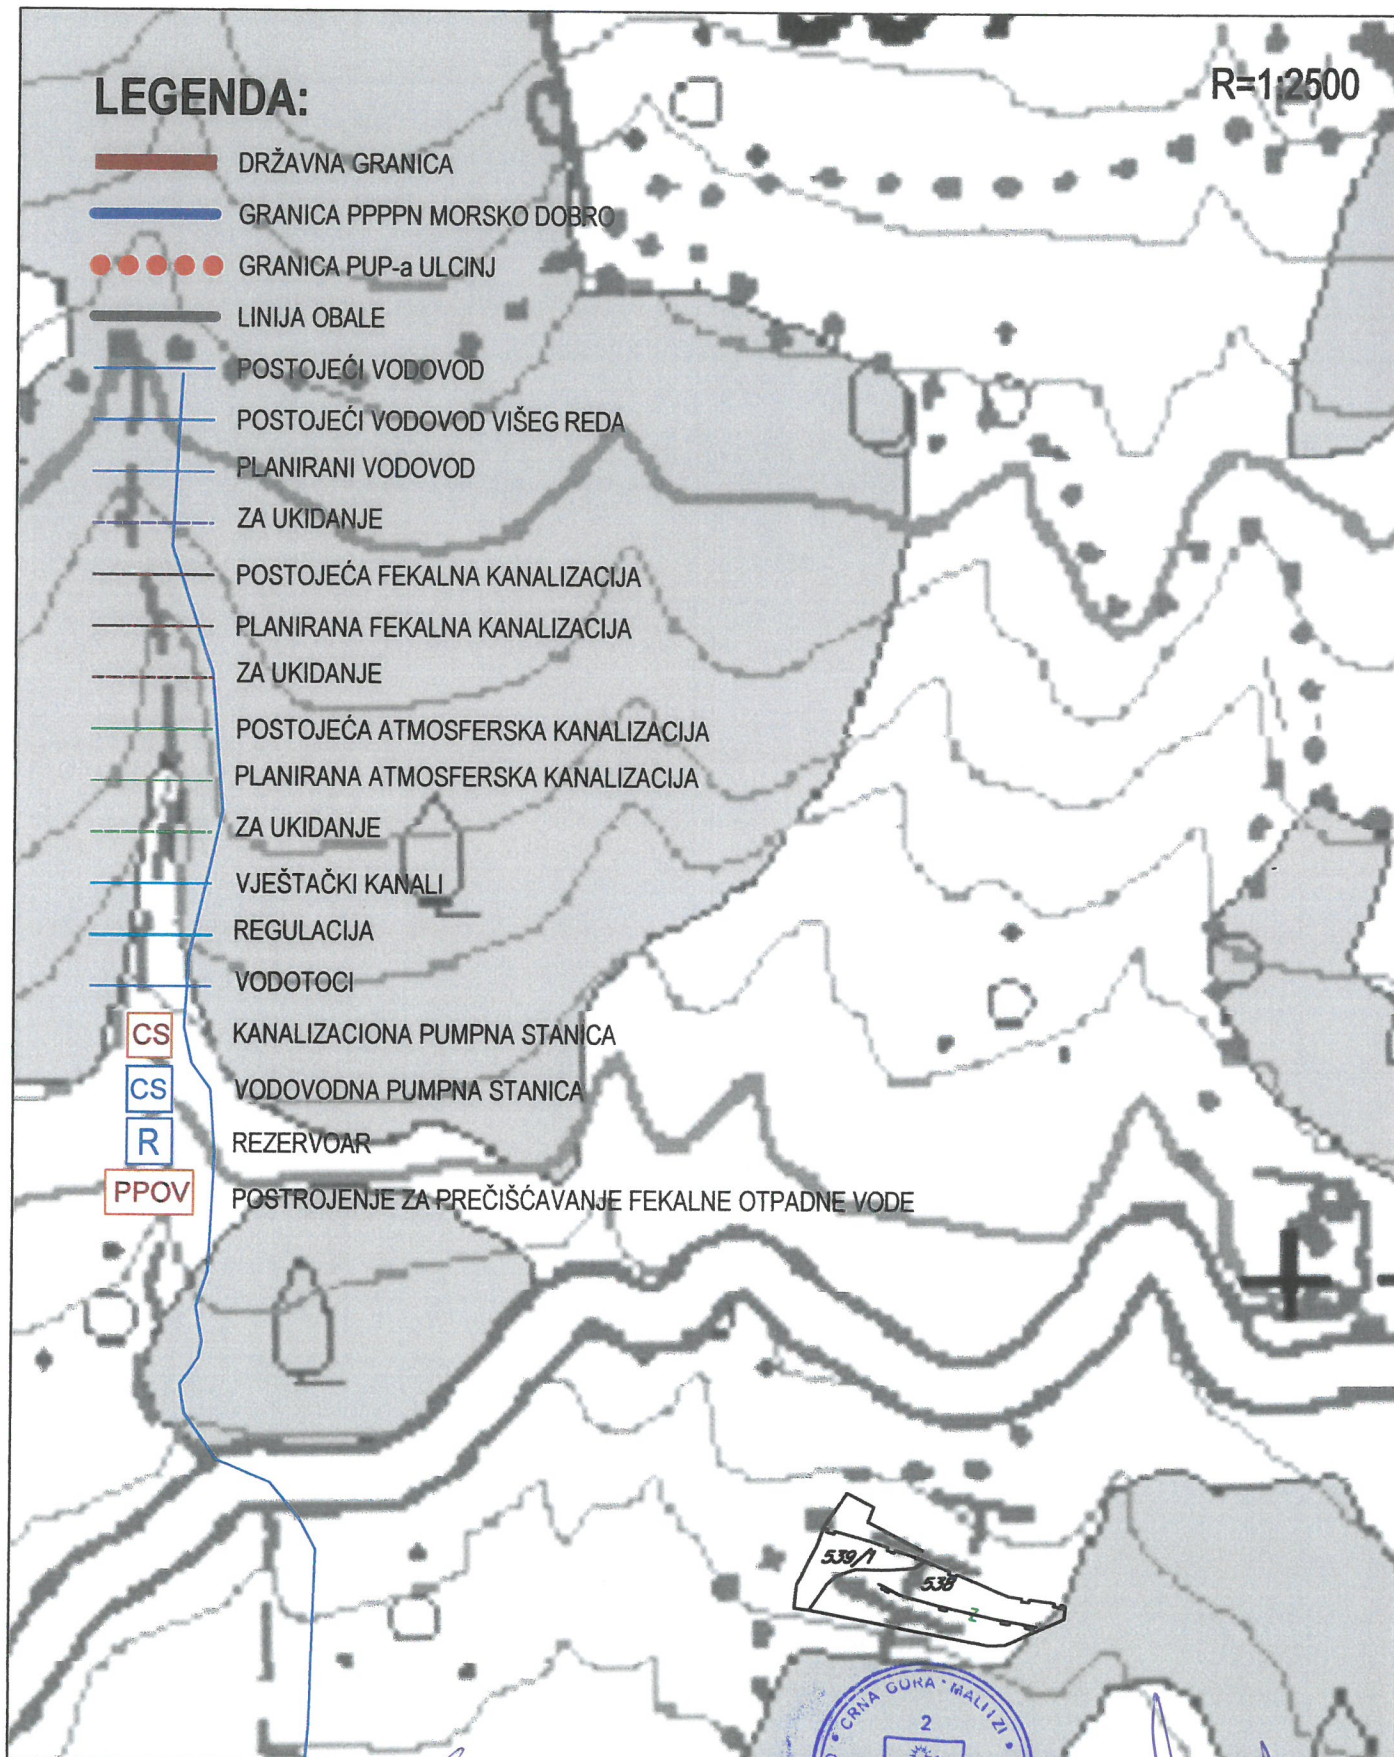 LEGENDA:
R=1:2500
DRŽAVNA GRANICA
GRANICA PPPPN MORSKO DOBRO
GRANICA PUP-a ULCINJ
LINIJA OBALE
POSTOJEĆI VODOVOD
POSTOJEĆI VODOVOD VIŠEG REDA
PLANIRANI VODOVOD
ZA UKIDANJE
POSTOJEĆA FEKALNA KANALIZACIJA
PLANIRANA FEKALNA KANALIZACIJA
ZA UKIDANJE
POSTOJEĆA ATMOSFERSKA KANALIZACIJA
PLANIRANA ATMOSFERSKA KANALIZACIJA
ZA UKIDANJE
VJEŠTAČKI KANALI
REGULACIJA
VODOTOCI
CS KANALIZACIONA PUMPNA STANICA
CS VODOVODNA PUMPNA STANICA
R REZERVOAR
PPOV POSTROJENJE ZA PREČIŠĆAVANJE FEKALNE OTPADNE VODE
539/1
538
Z
CRNA GORA • MALI I ZI
2